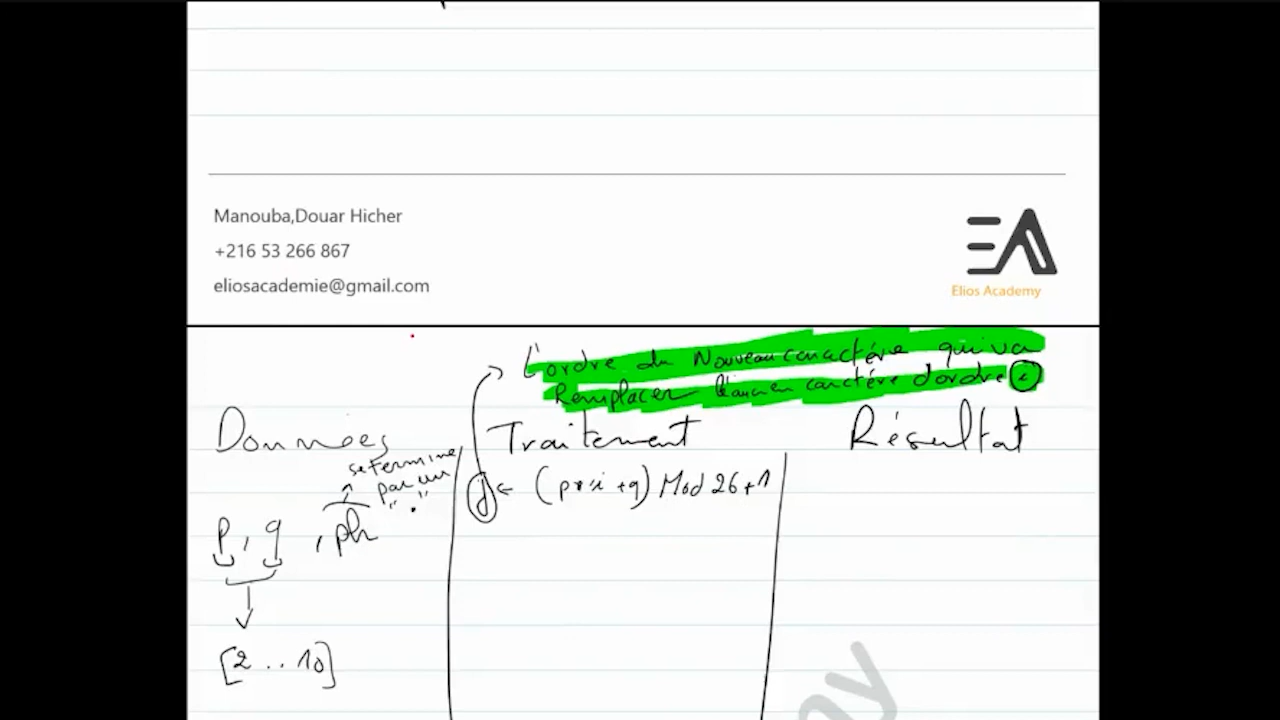 Manouba,Douar Hicher
+216 53 266 867
eliosacademie@gmail.com
Elios Academy
L'ordre du Nouveau caractère qui va
Remplacer l'ancien caractère d'ordre i
Données
Traitement
Résultat
se termine
par un
"."
p, q, ph
j ← (p*i+q) Mod 26+1
[2 .. 10]
my